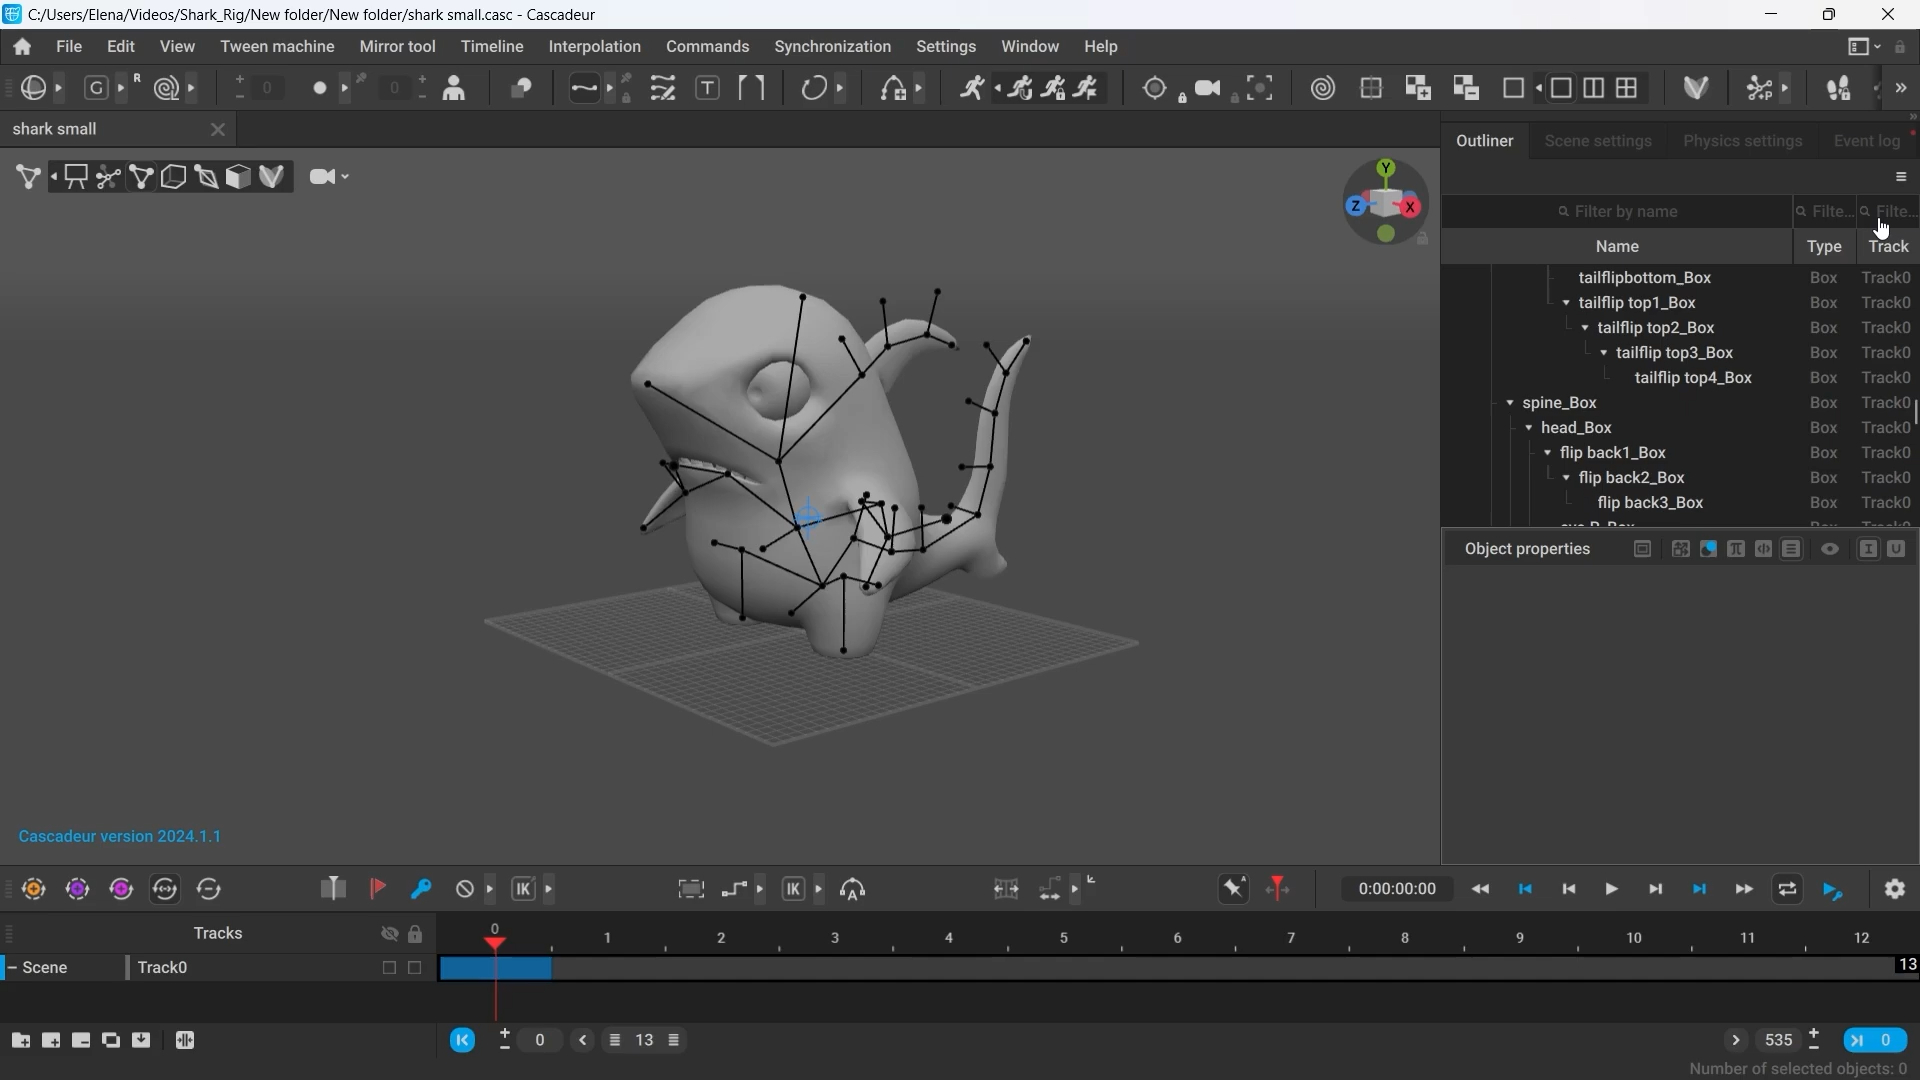 C:/Users/Elena/Videos/Shark_Rig/New folder/New folder/shark small.casc - Cascadeur
File Edit View Tween machine Mirror tool Timeline Interpolation Commands Synchronization Settings Window Help
G R 0 0 T P
shark small
Outliner Scene settings Physics settings Event log
Y Z X
Filter by name Filte... Filte...
Name Type Track
tailflipbottom_Box Box Track0
tailflip top1_Box Box Track0
tailflip top2_Box Box Track0
tailflip top3_Box Box Track0
tailflip top4_Box Box Track0
spine_Box Box Track0
head_Box Box Track0
flip back1_Box Box Track0
flip back2_Box Box Track0
flip back3_Box Box Track0
Object properties I U
Cascadeur version 2024.1.1
IK IK A 0:00:00:00
Tracks 0 1 2 3 4 5 6 7 8 9 10 11 12
Scene Track0 13
0 13 535 0
Number of selected objects: 0